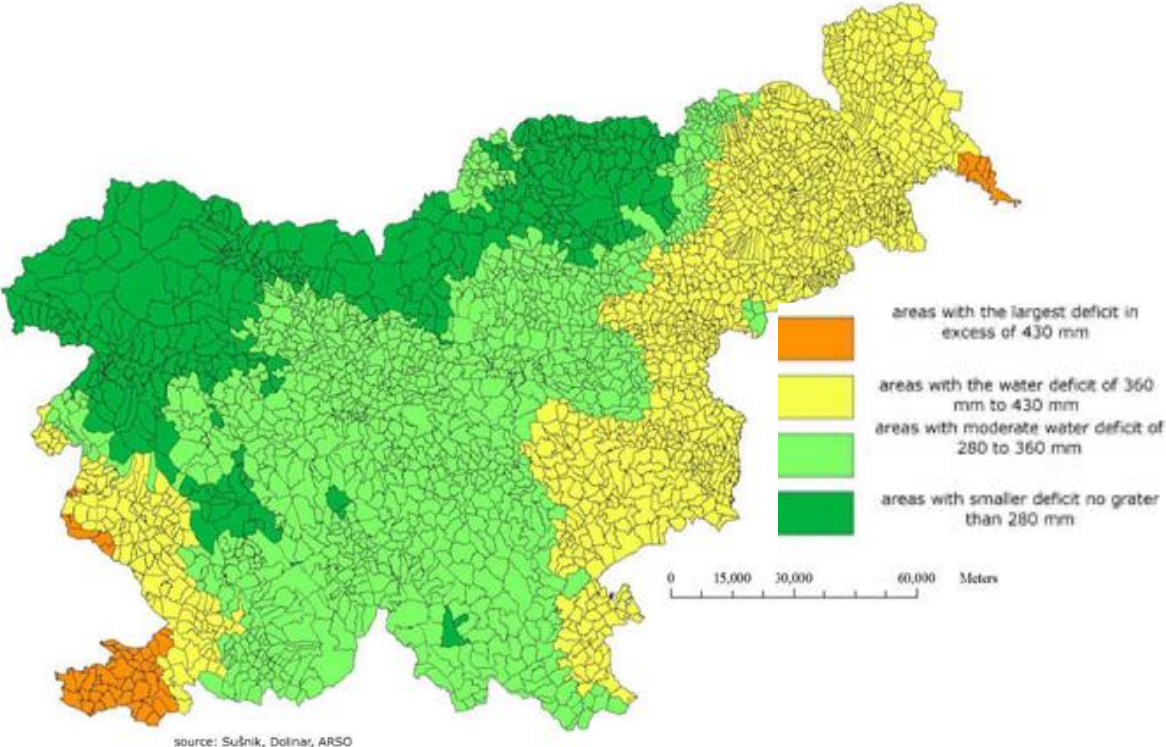 areas with the largest deficit in
excess of 430 mm
areas with the water deficit of 360
mm to 430 mm
areas with moderate water deficit of
280 to 360 mm
areas with smaller deficit no grater
than 280 mm
0 15,000 30,000 60,000 Meters
source: Sušnik, Dolinar, ARSO